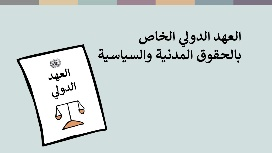 العهد الدولي الخاص
بالحقوق المدنية والسياسية
العهد
الدولي